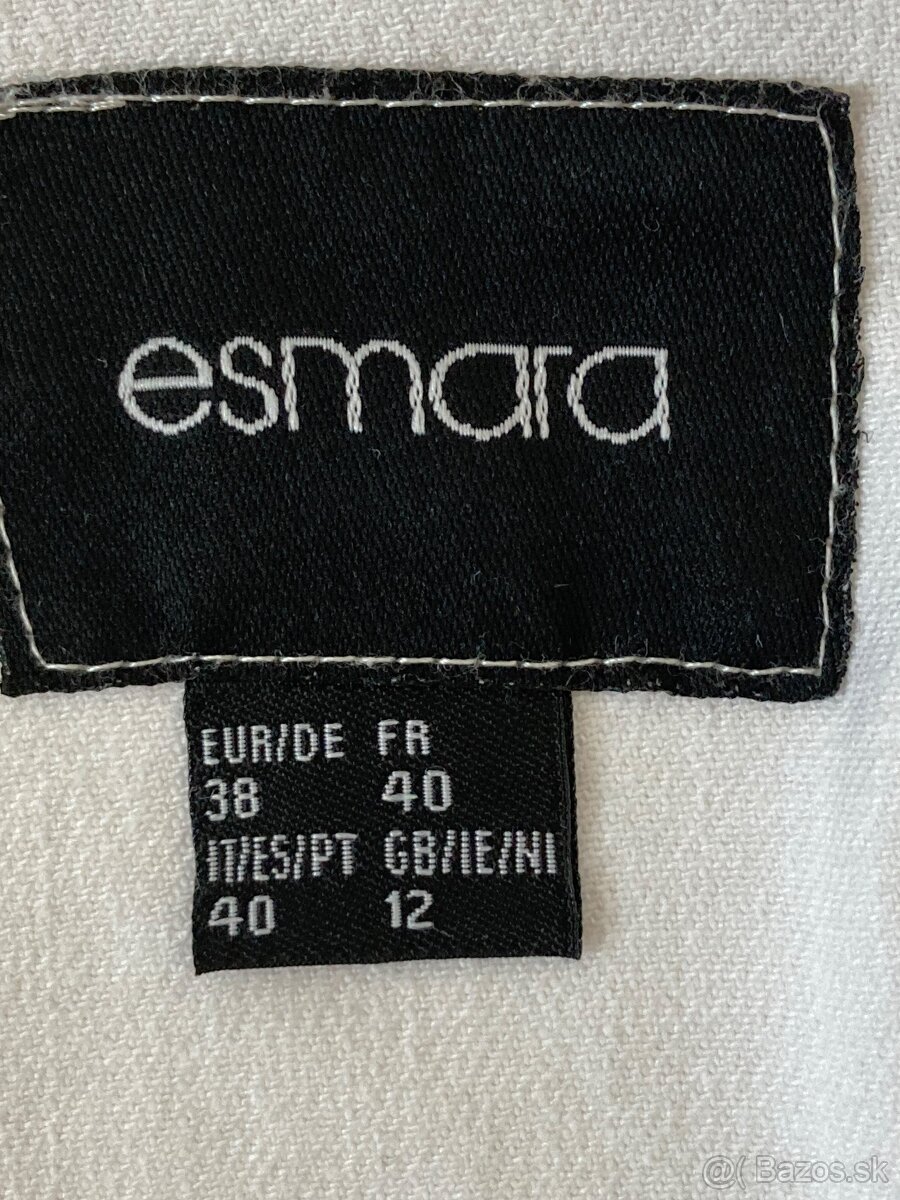 esmara
EUR/DE FR
38 40
IT/ES/PT GB/IE/NI
40 12
@( Bazos.sk